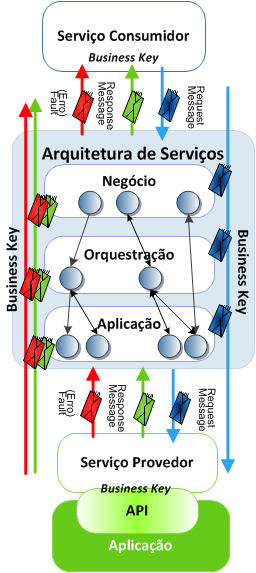 Serviço Consumidor
Business Key
(Erro)
Fault
Response
Message
Request
Message
Arquitetura de Serviços
Negócio
Orquestração
Aplicação
Business Key
Business Key
(Erro)
Fault
Response
Message
Request
Message
Serviço Provedor
Business Key
API
Aplicação